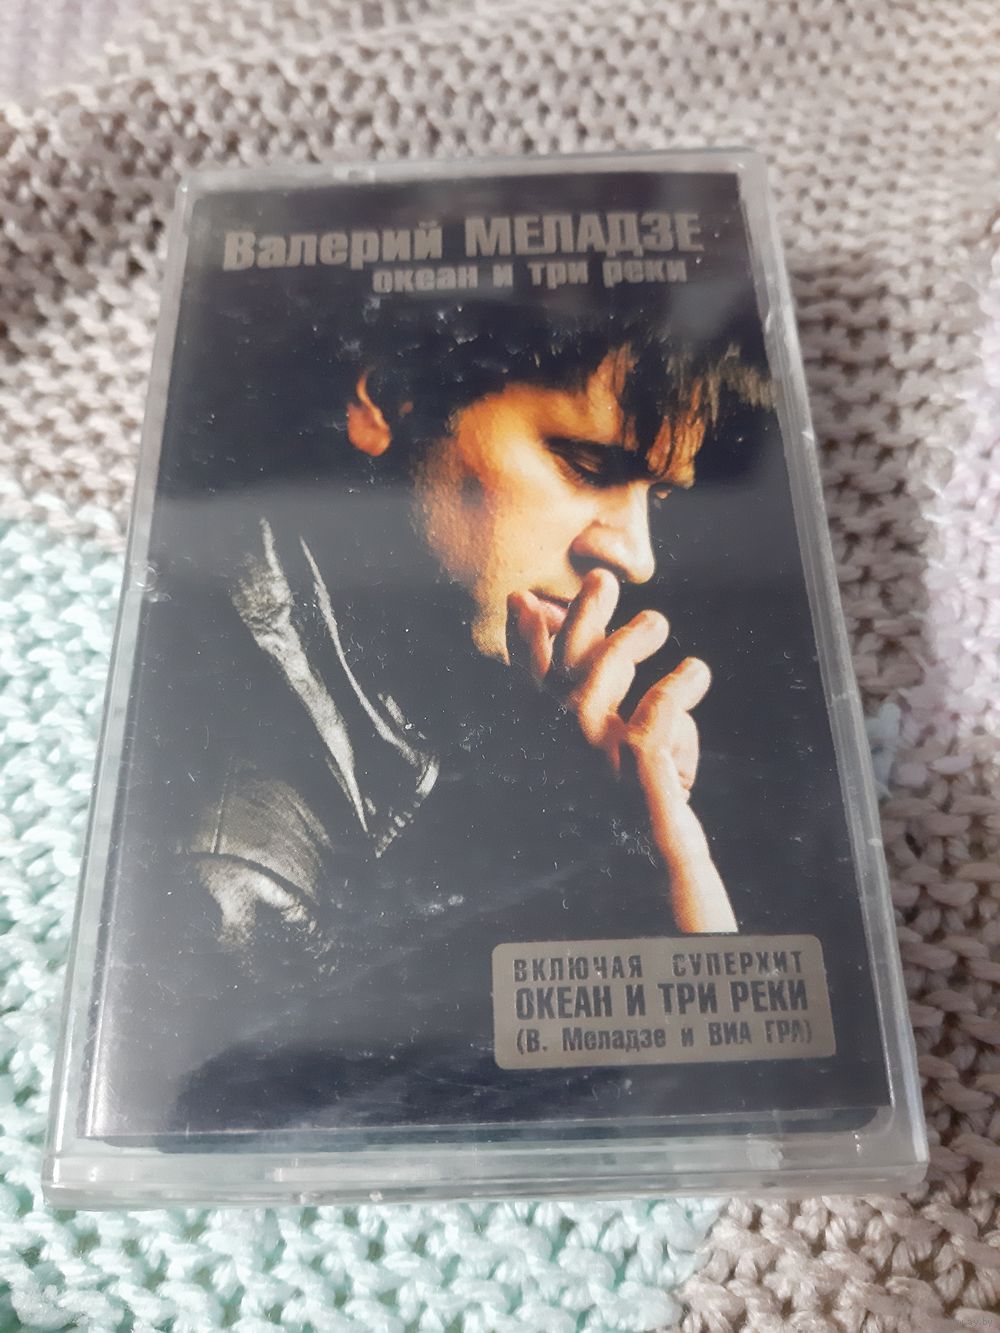 Валерий МЕЛАДЗЕ
океан и три реки
ВКЛЮЧАЯ СУПЕРХИТ
ОКЕАН И ТРИ РЕКИ
(В. Меладзе и ВИА ГРА)